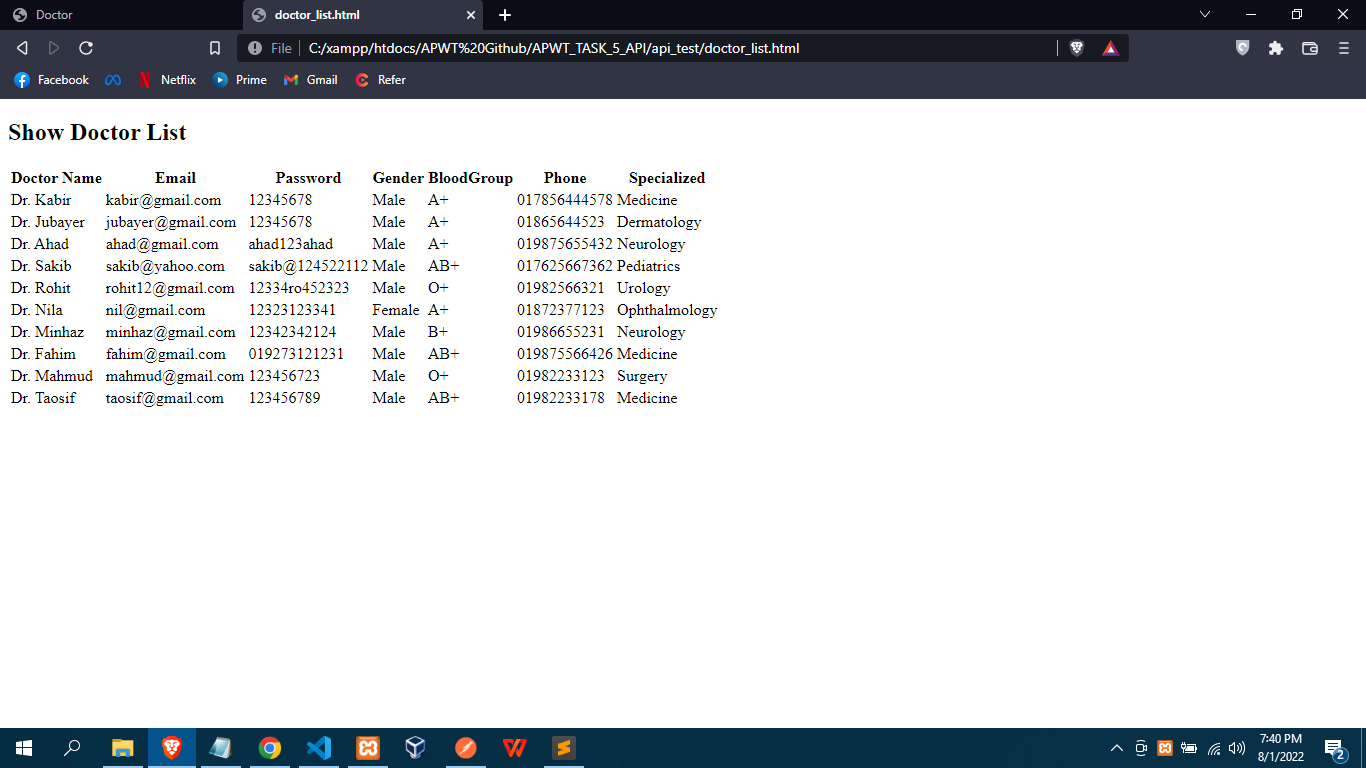 Doctor
doctor_list.html
File C:/xampp/htdocs/APWT%20Github/APWT_TASK_5_API/api_test/doctor_list.html
Facebook Netflix Prime Gmail Refer
Show Doctor List
Doctor Name Email Password Gender BloodGroup Phone Specialized
Dr. Kabir kabir@gmail.com 12345678 Male A+ 017856444578 Medicine
Dr. Jubayer jubayer@gmail.com 12345678 Male A+ 01865644523 Dermatology
Dr. Ahad ahad@gmail.com ahad123ahad Male A+ 019875655432 Neurology
Dr. Sakib sakib@yahoo.com sakib@124522112 Male AB+ 017625667362 Pediatrics
Dr. Rohit rohit12@gmail.com 12334ro452323 Male O+ 01982566321 Urology
Dr. Nila nil@gmail.com 12323123341 Female A+ 01872377123 Ophthalmology
Dr. Minhaz minhaz@gmail.com 12342342124 Male B+ 01986655231 Neurology
Dr. Fahim fahim@gmail.com 019273121231 Male AB+ 019875566426 Medicine
Dr. Mahmud mahmud@gmail.com 123456723 Male O+ 01982233123 Surgery
Dr. Taosif taosif@gmail.com 123456789 Male AB+ 01982233178 Medicine
7:40 PM
8/1/2022
2